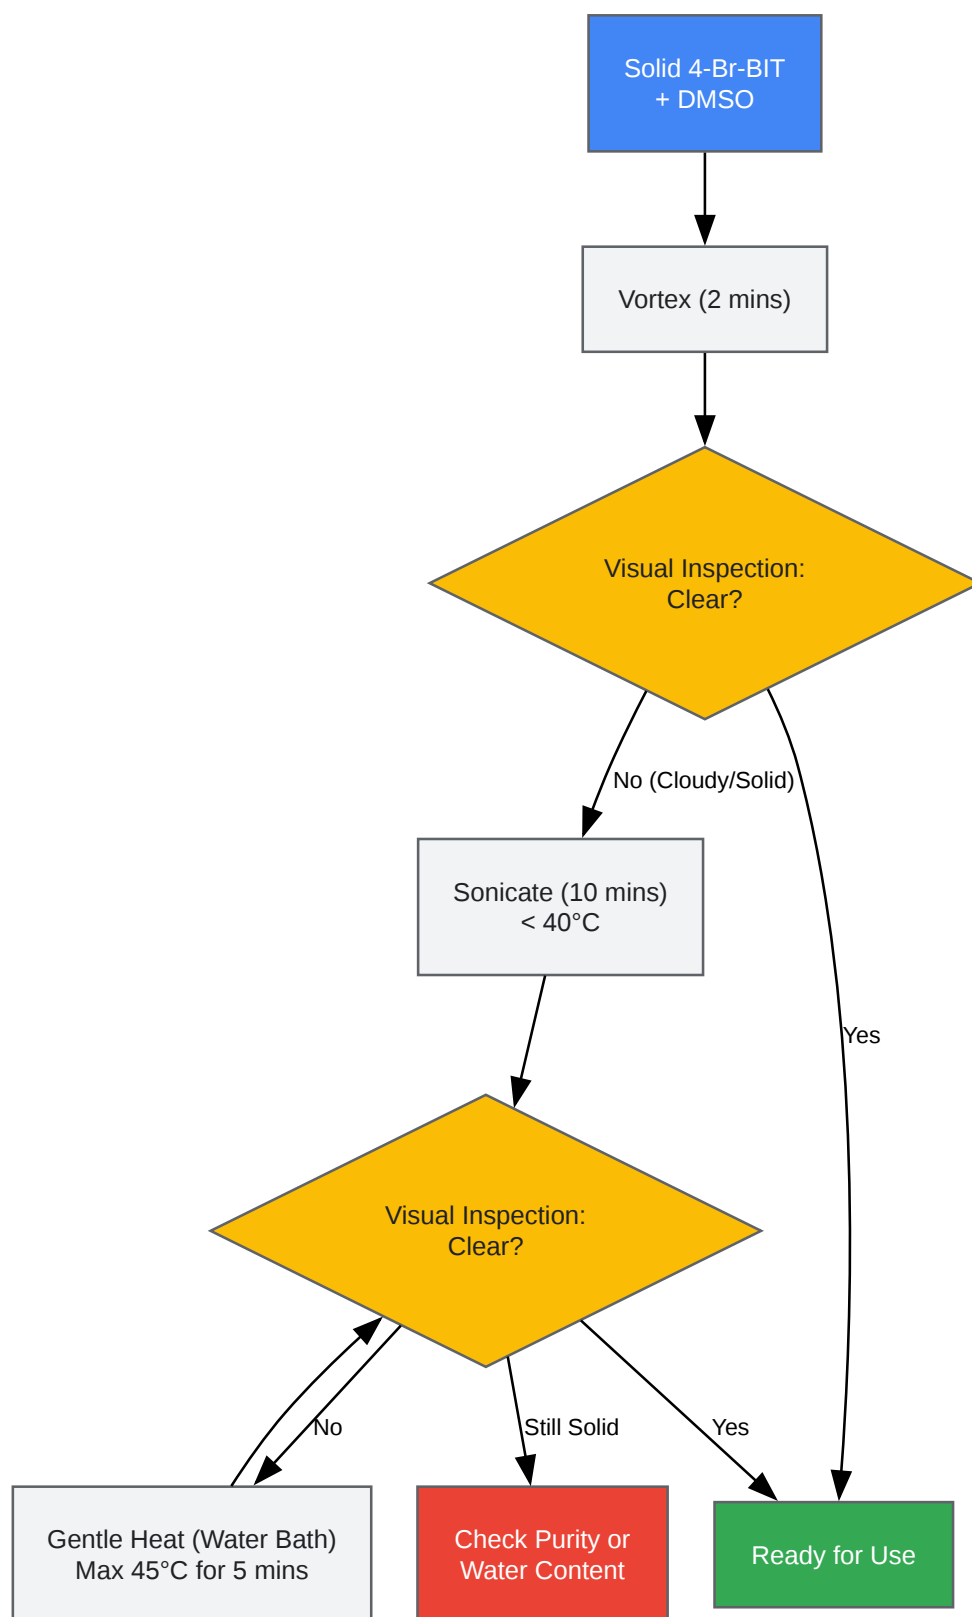 Solid 4-Br-BIT
+ DMSO
Vortex (2 mins)
Visual Inspection:
Clear?
No (Cloudy/Solid)
Sonicate (10 mins)
< 40°C
Yes
Visual Inspection:
Clear?
No
Still Solid
Yes
Gentle Heat (Water Bath)
Max 45°C for 5 mins
Check Purity or
Water Content
Ready for Use